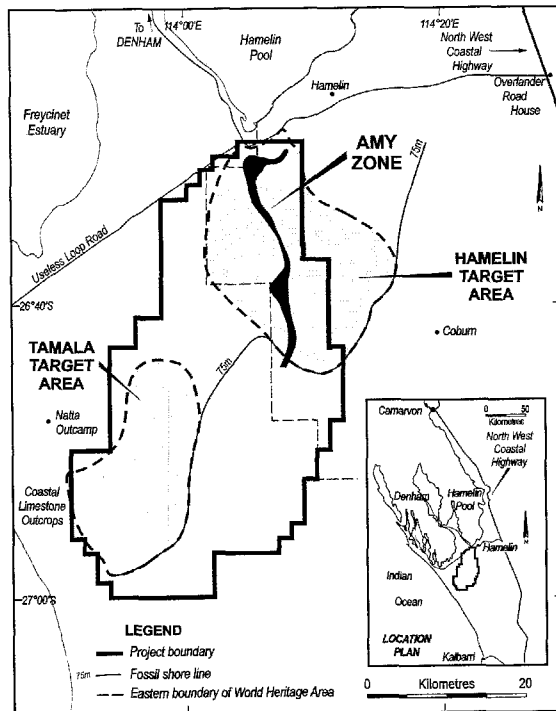 To
DENHAM
114°00'
Hamelin
Pool
114°20'
North West
Coastal
Highway
Hamelin
Overlander
Road
House
Freycinet
Estuary
AMY
ZONE
75m
N
Useless Loop Road
HAMELIN
TARGET
AREA
26°40'S
Coburn
TAMALA
TARGET
AREA
75m
Natta
Outcamp
Coastal
Limestone
Outcrops
27°00'S
0 50
Kilometres
Carnarvon
North West
Coastal
Highway
Denham
Hamelin
Pool
N
Hamelin
Indian
Ocean
LOCATION
PLAN
Kalbarri
LEGEND
Project boundary
75m Fossil shore line
Eastern boundary of World Heritage Area
Kilometres
0 20